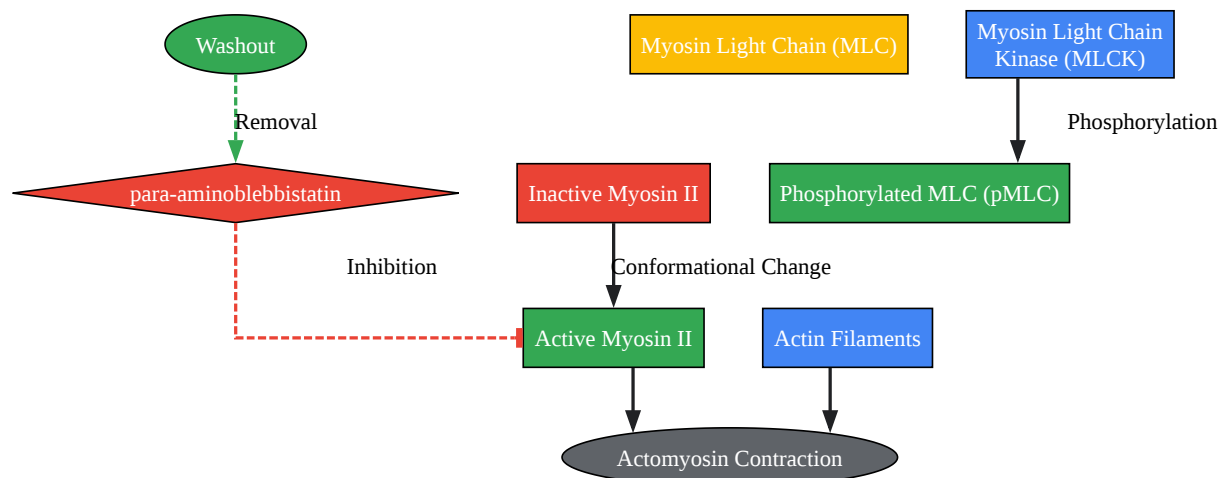 Washout
Myosin Light Chain (MLC)
Myosin Light Chain
Kinase (MLCK)
Removal
Phosphorylation
para-aminoblebbistatin
Inactive Myosin II
Phosphorylated MLC (pMLC)
Inhibition
Conformational Change
Active Myosin II
Actin Filaments
Actomyosin Contraction